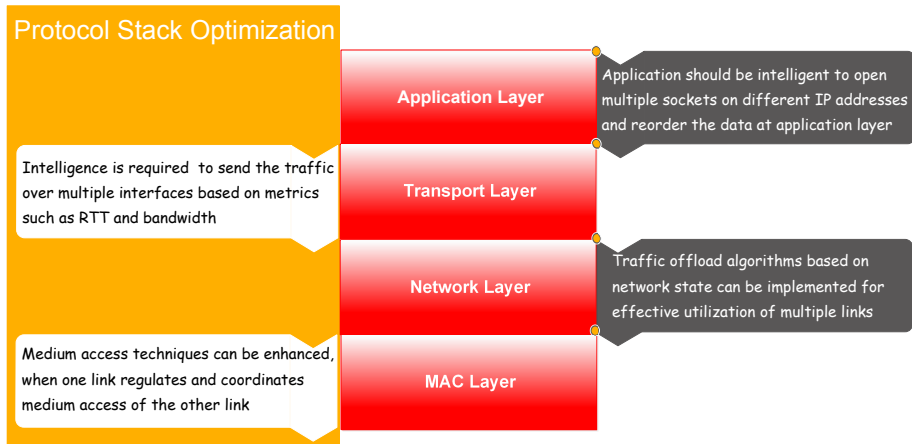 Protocol Stack Optimization
Application Layer
Application should be intelligent to open
multiple sockets on different IP addresses
and reorder the data at application layer
Intelligence is required to send the traffic
over multiple interfaces based on metrics
such as RTT and bandwidth
Transport Layer
Network Layer
Traffic offload algorithms based on
network state can be implemented for
effective utilization of multiple links
Medium access techniques can be enhanced,
when one link regulates and coordinates
medium access of the other link
MAC Layer